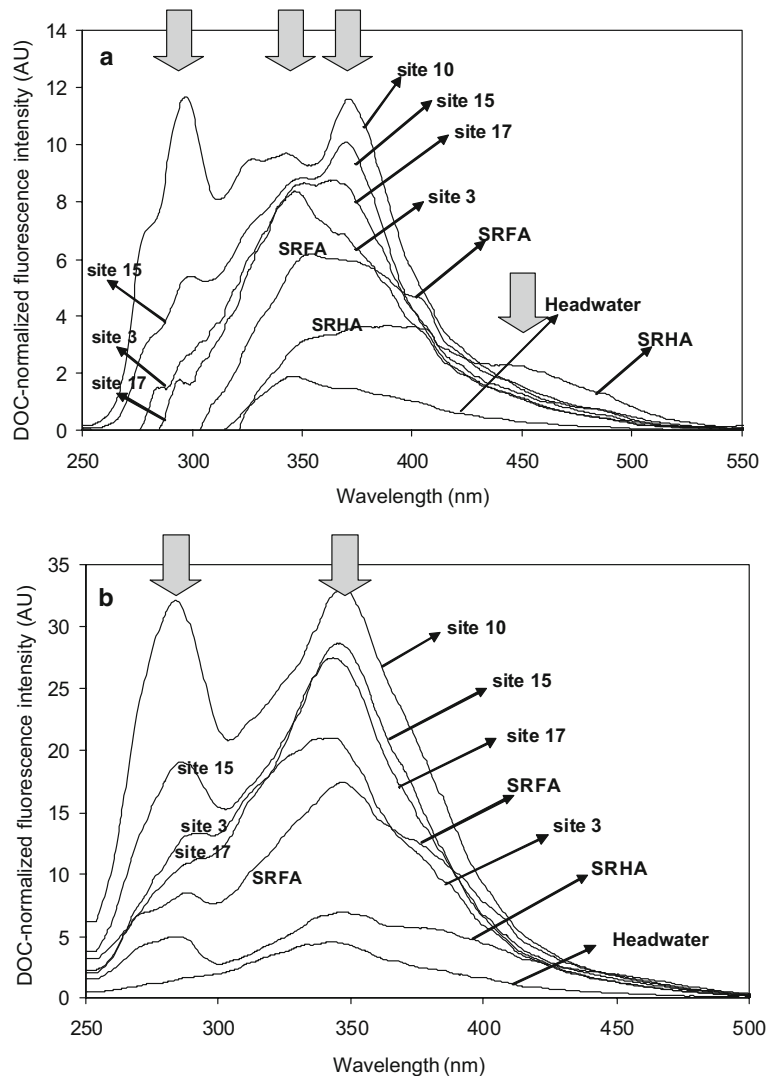 a
DOC-normalized fluorescence intensity (AU)
14
12
10
8
6
4
2
0
250 300 350 400 450 500 550
Wavelength (nm)
site 10
site 15
site 17
site 3
SRFA
SRFA
site 15
Headwater
SRHA
site 3
SRHA
site 17
b
DOC-normalized fluorescence intensity (AU)
35
30
25
20
15
10
5
0
250 300 350 400 450 500
Wavelength (nm)
site 10
site 15
site 15
site 17
SRFA
site 3
site 3
site 17
SRHA
SRFA
Headwater